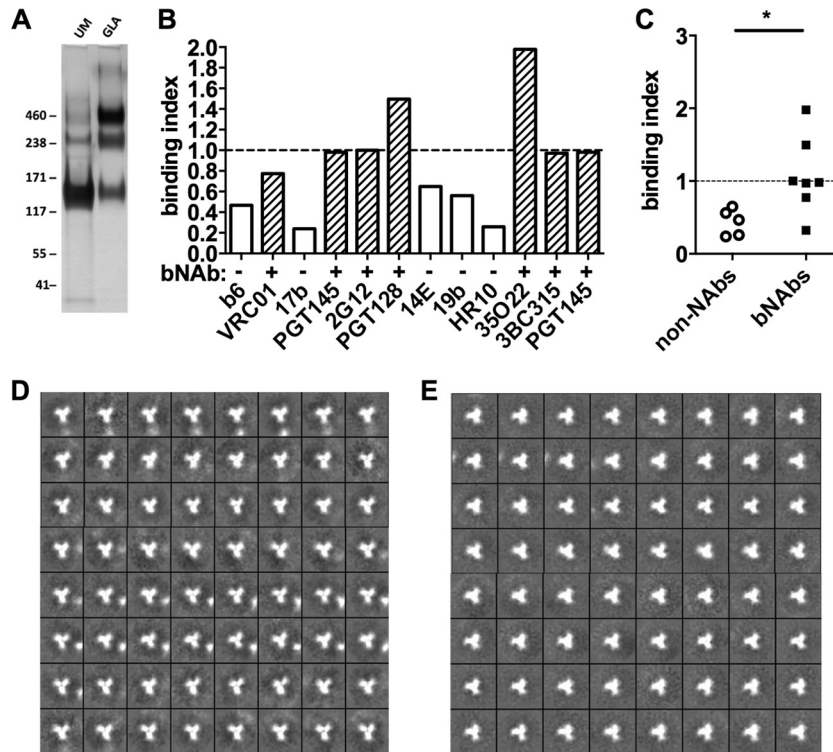 A
UM
GLA
460
238
171
117
55
41
B
binding index
2.0
1.8
1.6
1.4
1.2
1.0
0.8
0.6
0.4
0.2
0.0
bNAb: - + - + + + - - - + + +
b6
VRC01
17b
PGT145
2G12
PGT128
14E
19b
HR10
35O22
3BC315
PGT145
C
*
binding index
3
2
1
0
non-NAbs
bNAbs
D
E